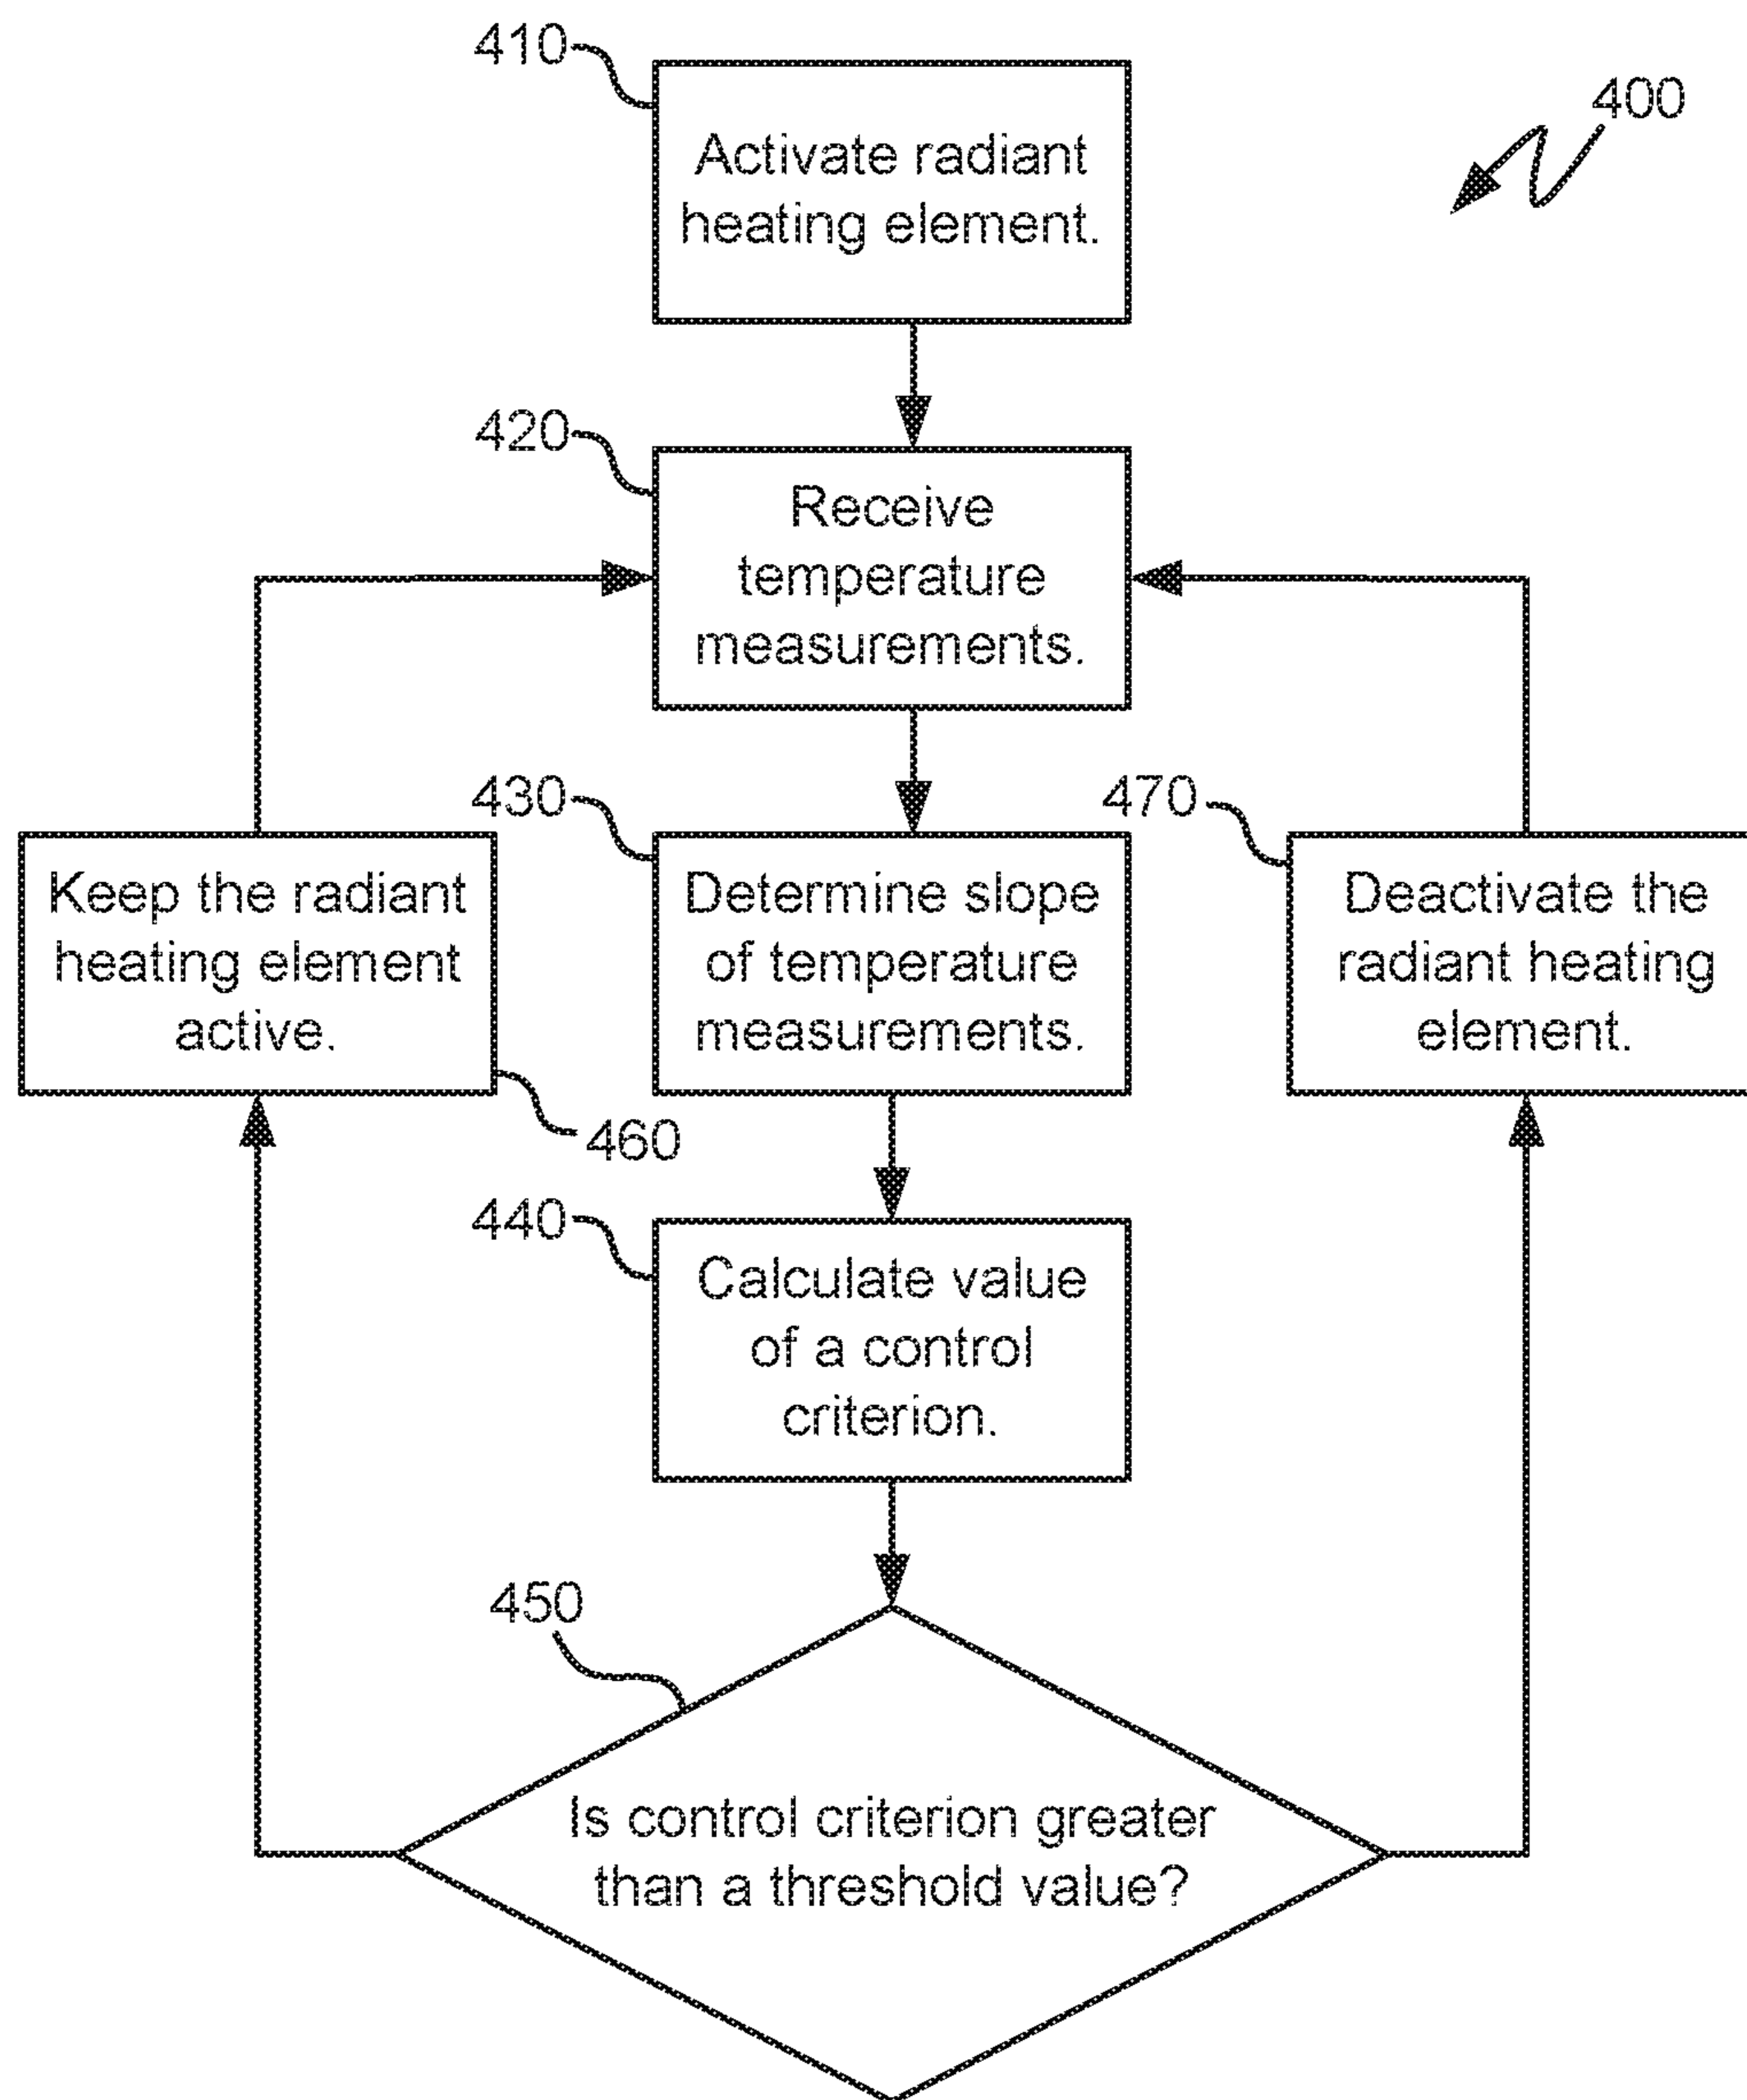 410
Activate radiant
heating element.
400
420
Receive
temperature
measurements.
430
470
Keep the radiant
heating element
active.
Determine slope
of temperature
measurements.
Deactivate the
radiant heating
element.
460
440
Calculate value
of a control
criterion.
450
Is control criterion greater
than a threshold value?